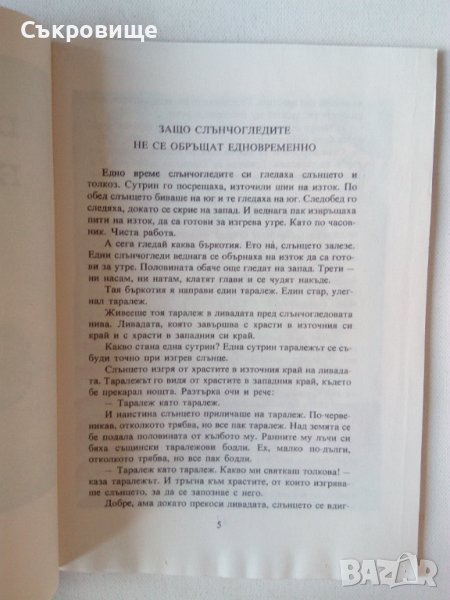 Съкровище
ЗАЩО СЛЪНЧОГЛЕДИТЕ
НЕ СЕ ОБРЪЩАТ ЕДНОВРЕМЕННО
Едно време слънчогледите си гледаха слънцето и
толкоз. Сутрин го посрещаха, източили шии на изток. По
обед слънцето биваше на юг и те гледаха на юг. Следобед го
следяха, докато се скрие на запад. И веднага пак извръщаха
пити на изток, да са готови за изгрева утре. Като по часов-
ник. Чиста работа.
А сега гледай каква бъркотия. Ето на́, слънцето залезе.
Едни слънчогледи веднага се обърнаха на изток да са гото-
ви за утре. Половината обаче още гледат на запад. Трети —
ни насам, ни натам, клатят глави и се чудят накъде.
Тая бъркотия я направи един таралеж. Един стар, улег-
нал таралеж.
Живееше тоя таралеж в ливадата пред слънчогледовата
нива. Ливадата, която завършва с храсти в източния си
край и с храсти в западния си край.
Какво стана една сутрин? Една сутрин таралежът се съ-
буди точно при изгрев слънце.
Слънцето изгря от храстите в източния край на ливада-
та. Таралежът го видя от храстите в западния край, където
бе прекарал нощта. Разтърка очи и рече:
— Таралеж като таралеж.
И наистина слънцето приличаше на таралеж. По-черве-
никав, отколкото трябва, но все пак таралеж. Над земята се
бе подала половината от кълбото му. Ранните му лъчи си
бяха същински таралежови бодли. Ех, малко по-дълги,
отколкото трябва, но все пак бодли.
— Таралеж като таралеж. Какво ми святкаш толкова! —
каза таралежът. И тръгна към храстите, от които изгрява-
ше слънцето, за да се запознае с него.
Добре, ама докато прекоси ливадата, слънцето се вдиг-
5
BAZAR